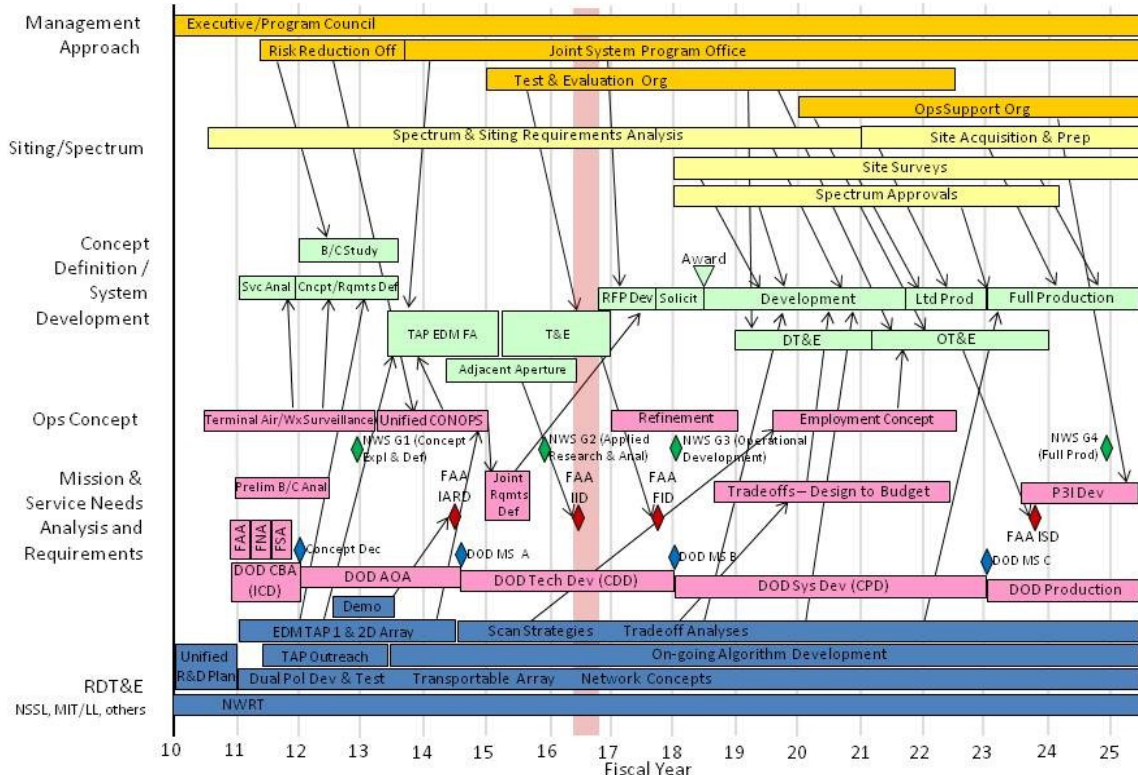 Management
Approach
Executive/Program Council
Risk Reduction Off
Joint System Program Office
Test & Evaluation Org
OpsSupport Org
Siting/Spectrum
Spectrum & Siting Requirements Analysis
Site Acquisition & Prep
Site Surveys
Spectrum Approvals
Concept
Definition /
System
Development
B/C Study
Svc Anal
Cncpt/Rqmts Def
Award
RFP Dev
Solicit
Development
Ltd Prod
Full Production
TAP EDM FA
T&E
DT&E
OT&E
Adjacent Aperture
Ops Concept
Terminal Air/Wx Surveillance
Unified CONOPS
Refinement
Employment Concept
NWS G1 (Concept
Expl & Def)
NWS G2 (Applied
Research & Anal)
NWS G3 (Operational
Development)
NWS G4
(Full Prod)
Mission &
Service Needs
Analysis and
Requirements
Prelim B/C Anal
FAA
IARD
Joint
Rqmts
Def
FAA
IID
FAA
FID
Tradeoffs – Design to Budget
P3I Dev
FAA ISD
FAA
FNA
FSA
Concept Dec
DOD MS A
DOD MS B
DOD MS C
DOD CBA
(ICD)
DOD AOA
DOD Tech Dev (CDD)
DOD Sys Dev (CPD)
DOD Production
Demo
RDT&E
NSSL, MIT/LL, others
EDM TAP 1 & 2D Array
Scan Strategies
Tradeoff Analyses
Unified
R&D Plan
TAP Outreach
On-going Algorithm Development
Dual Pol Dev & Test
Transportable Array
Network Concepts
NWRT
10 11 12 13 14 15 16 17 18 19 20 21 22 23 24 25
Fiscal Year